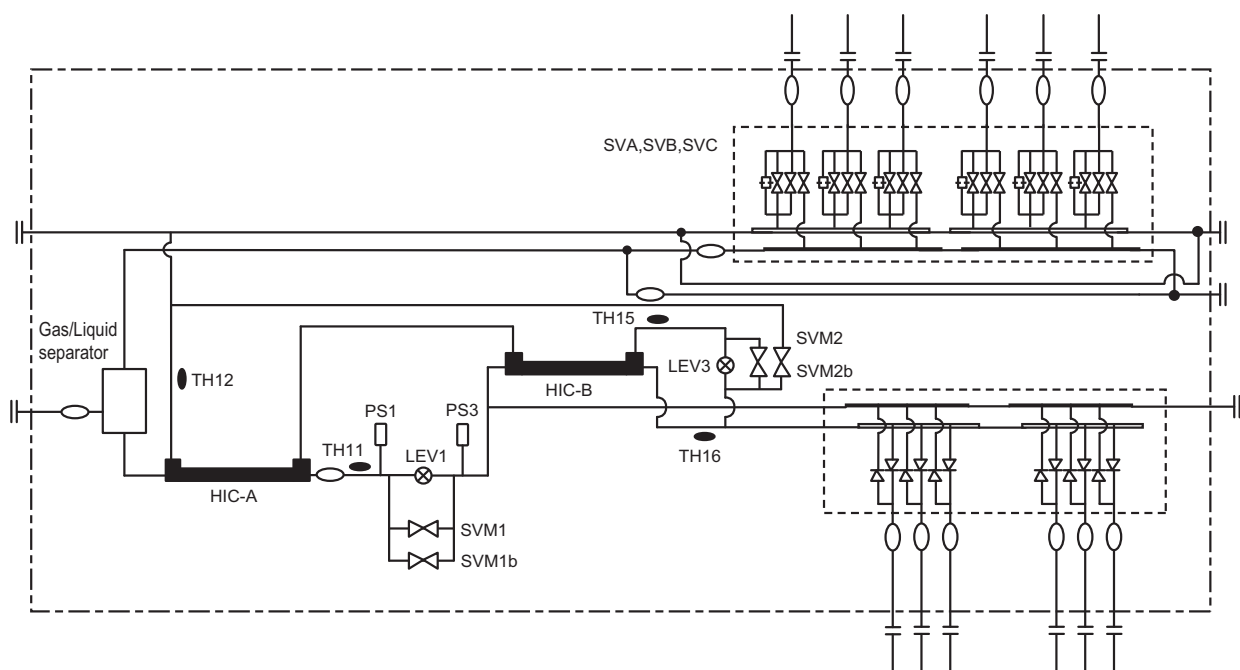 SVA,SVB,SVC
Gas/Liquid
separator
TH15
SVM2
LEV3
SVM2b
TH12
HIC-B
PS1
PS3
TH11
LEV1
TH16
HIC-A
SVM1
SVM1b